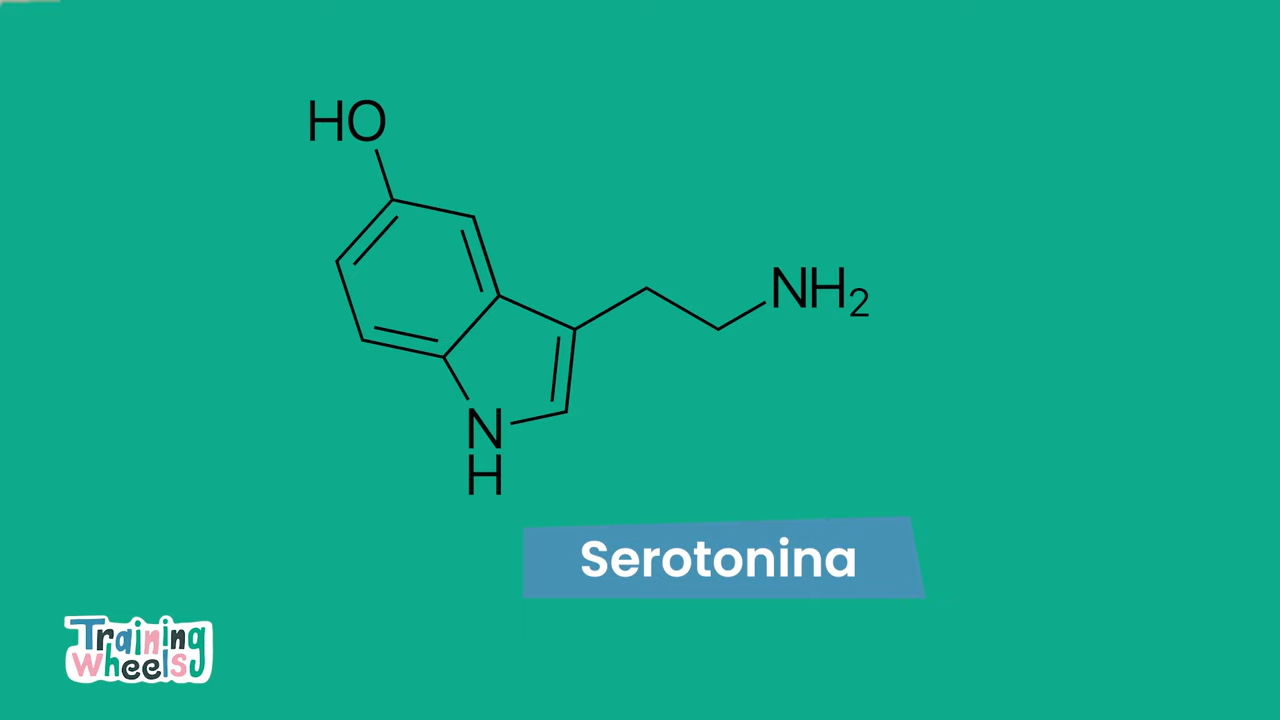 HO
NH₂
N
H
Serotonina
Training
Wheels